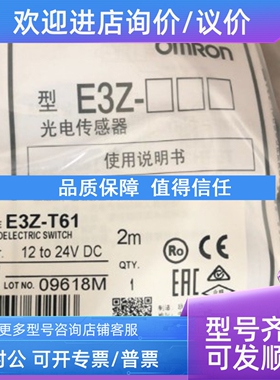 欢迎进店询价/议价
OMRON
型 E3Z-□□□
光电传感器
使用说明书
品质保障 值得信任
E3Z-T61
OELECTRIC SWITCH
12 to 24V DC
2m
QTY.
LOT NO. 09618M
1
EAC
更多型号咨询店铺客服
对公 可开专票/普票
型号齐
可发顺